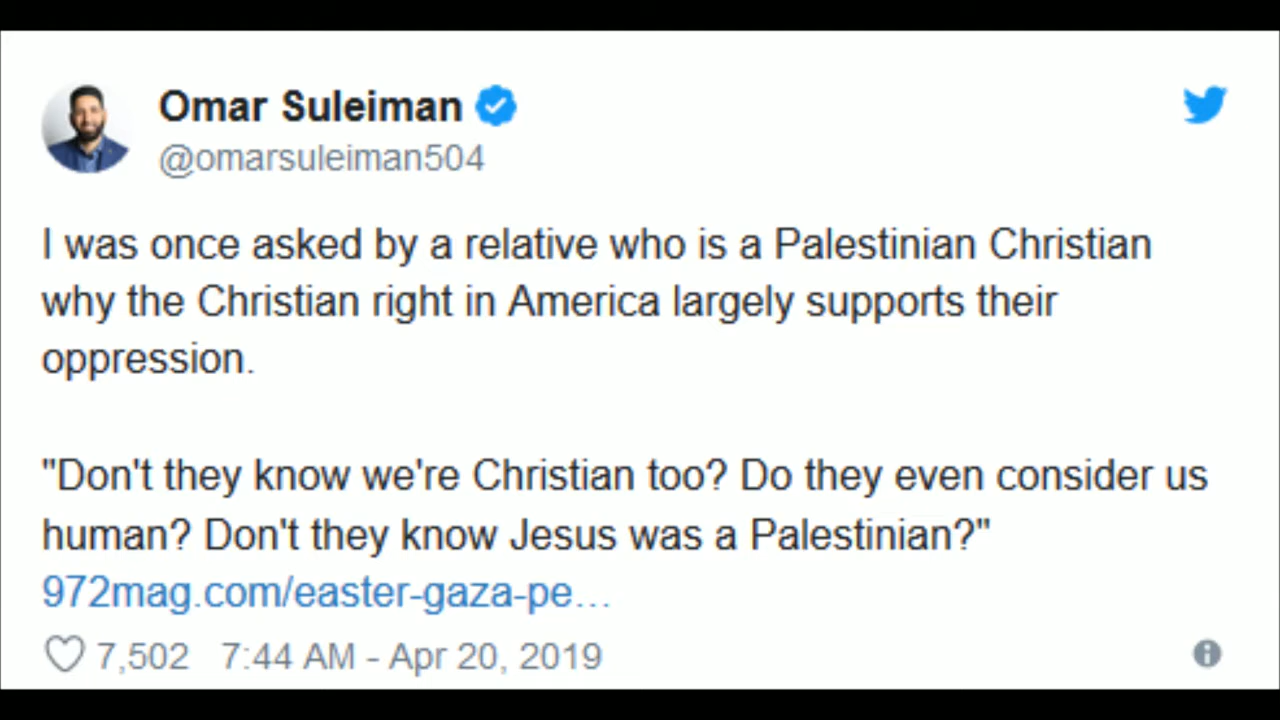 Omar Suleiman
@omarsuleiman504
I was once asked by a relative who is a Palestinian Christian
why the Christian right in America largely supports their
oppression.
"Don't they know we're Christian too? Do they even consider us
human? Don't they know Jesus was a Palestinian?"
972mag.com/easter-gaza-pe...
7,502 7:44 AM - Apr 20, 2019